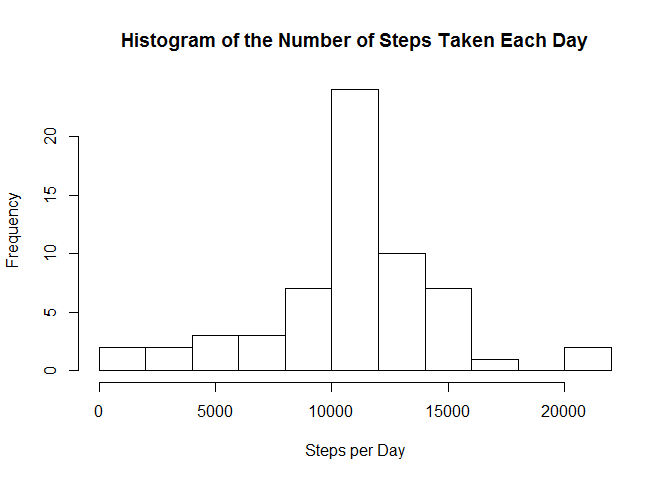 Histogram of the Number of Steps Taken Each Day
Frequency
20
15
10
5
0
0 5000 10000 15000 20000
Steps per Day